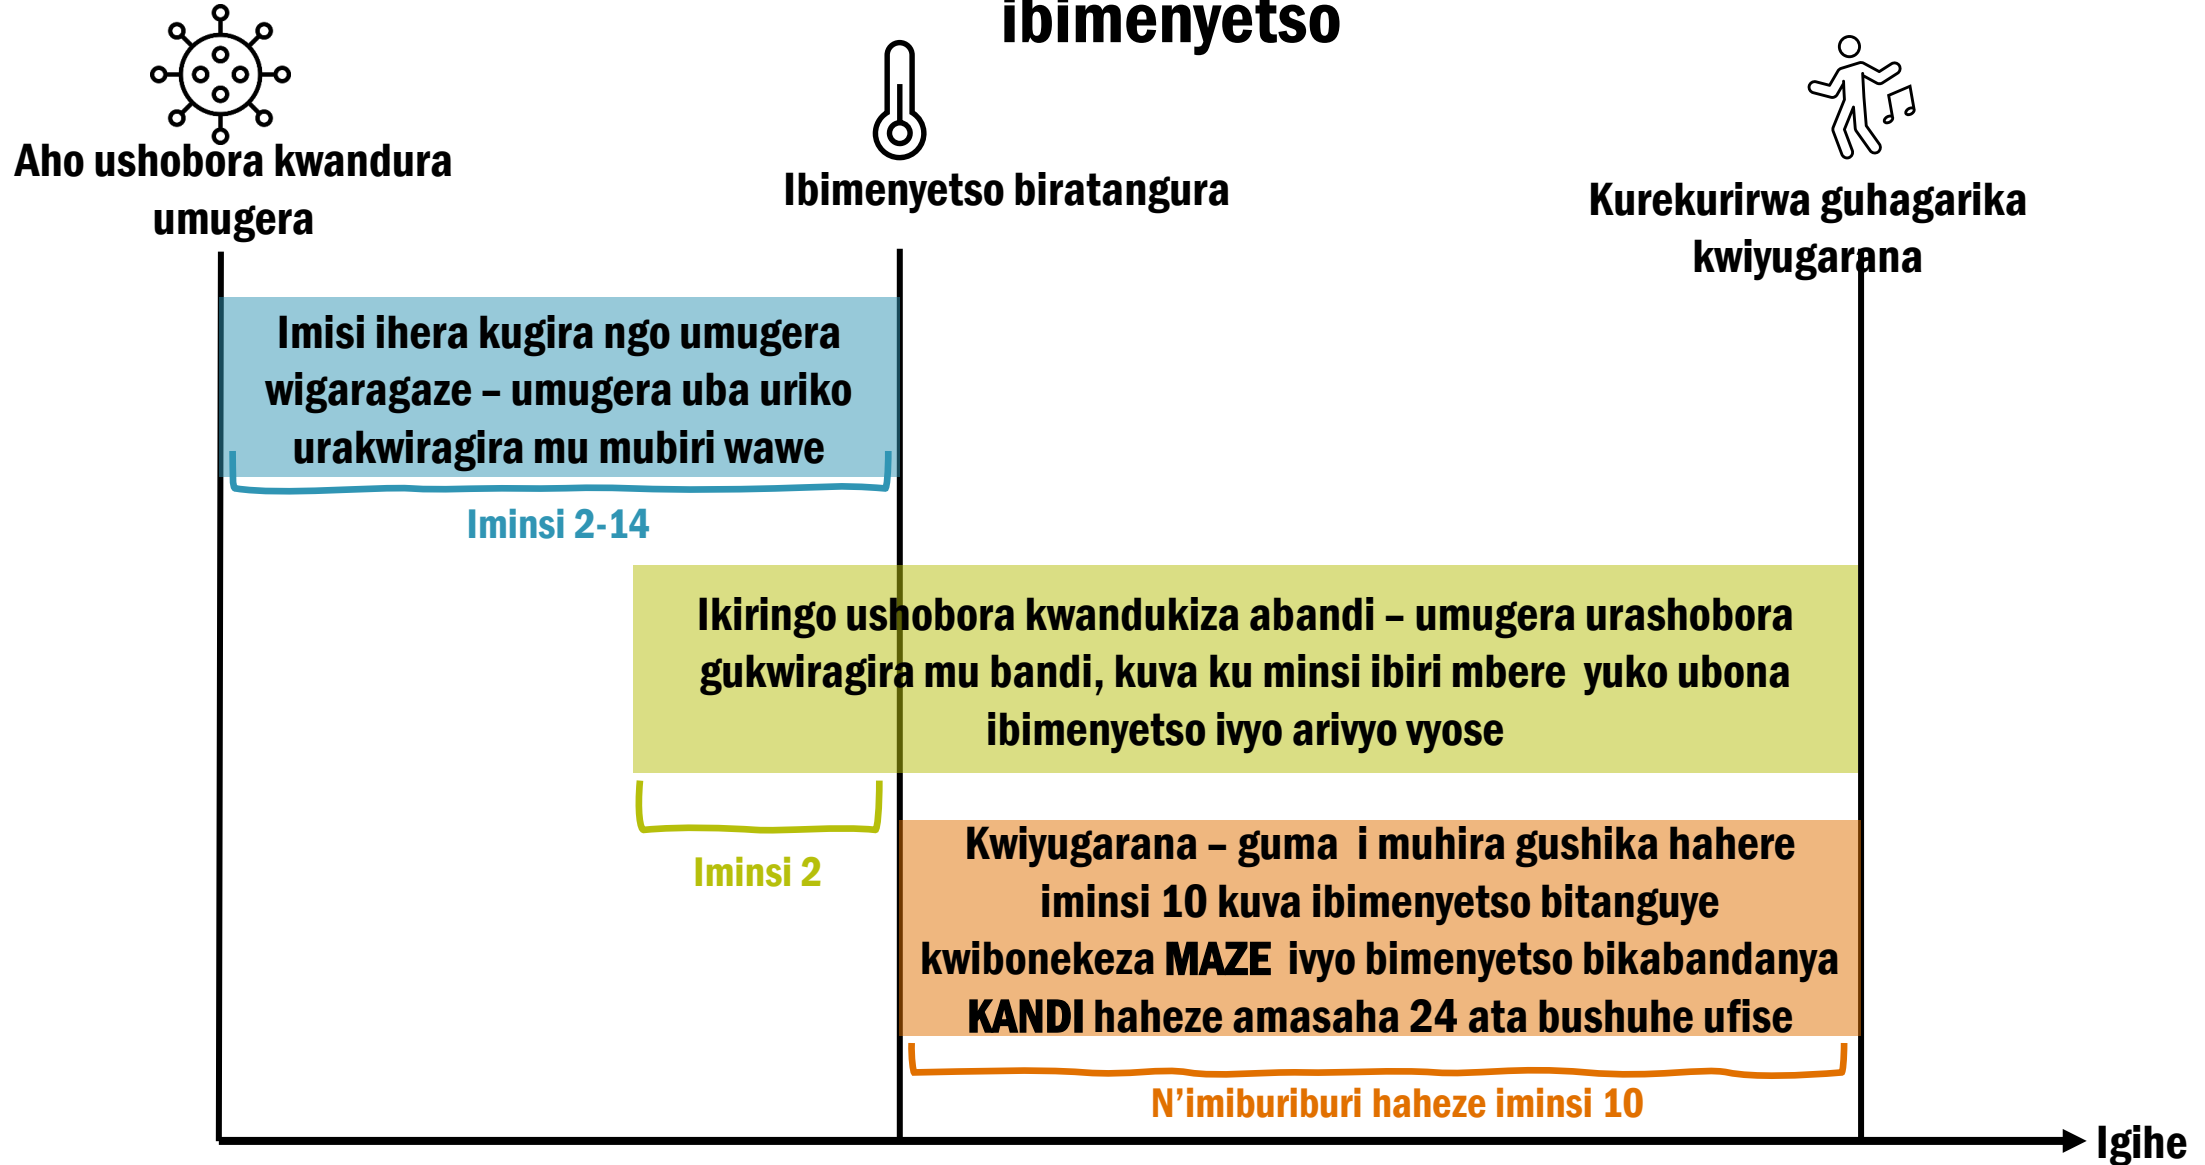 ibimenyetso
Aho ushobora kwandura
umugera
Ibimenyetso biratangura
Kurekurirwa guhagarika
kwiyugarana
Imisi ihera kugira ngo umugera
wigaragaze – umugera uba uriko
urakwiragira mu mubiri wawe
Iminsi 2-14
Ikiringo ushobora kwandukiza abandi – umugera urashobora
gukwiragira mu bandi, kuva ku minsi ibiri mbere yuko ubona
ibimenyetso ivyo arivyo vyose
Iminsi 2
Kwiyugarana – guma i muhira gushika hahere
iminsi 10 kuva ibimenyetso bitanguye
kwibonekeza MAZE ivyo bimenyetso bikabandanya
KANDI haheze amasaha 24 ata bushuhe ufise
N’imiburiburi haheze iminsi 10
Igihe